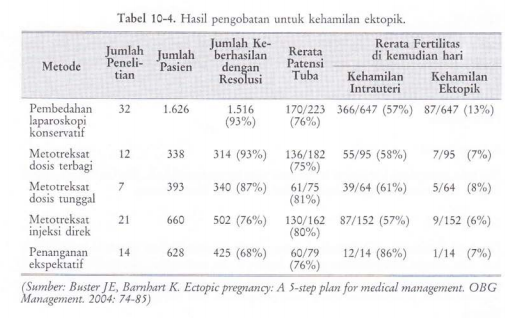 Tabel 10-4. Hasil pengobatan untuk kehamilan ektopik.
Metode | Jumlah Peneli-tian | Jumlah Pasien | Jumlah Ke-berhasilan dengan Resolusi | Rerata Patensi Tuba | Rerata Fertilitas di kemudian hari
Kehamilan Intrauteri | Kehamilan Ektopik
Pembedahan laparoskopi konservatif | 32 | 1.626 | 1.516 (93%) | 170/223 (76%) | 366/647 (57%) | 87/647 (13%)
Metotreksat dosis terbagi | 12 | 338 | 314 (93%) | 136/182 (75%) | 55/95 (58%) | 7/95 (7%)
Metotreksat dosis tunggal | 7 | 393 | 340 (87%) | 61/75 (81%) | 39/64 (61%) | 5/64 (8%)
Metotreksat injeksi direk | 21 | 660 | 502 (76%) | 130/162 (80%) | 87/152 (57%) | 9/152 (6%)
Penanganan ekspektatif | 14 | 628 | 425 (68%) | 60/79 (76%) | 12/14 (86%) | 1/14 (7%)
(Sumber: Buster JE, Barnhart K. Ectopic pregnancy: A 5-step plan for medical management. OBG
Management. 2004: 74-85)